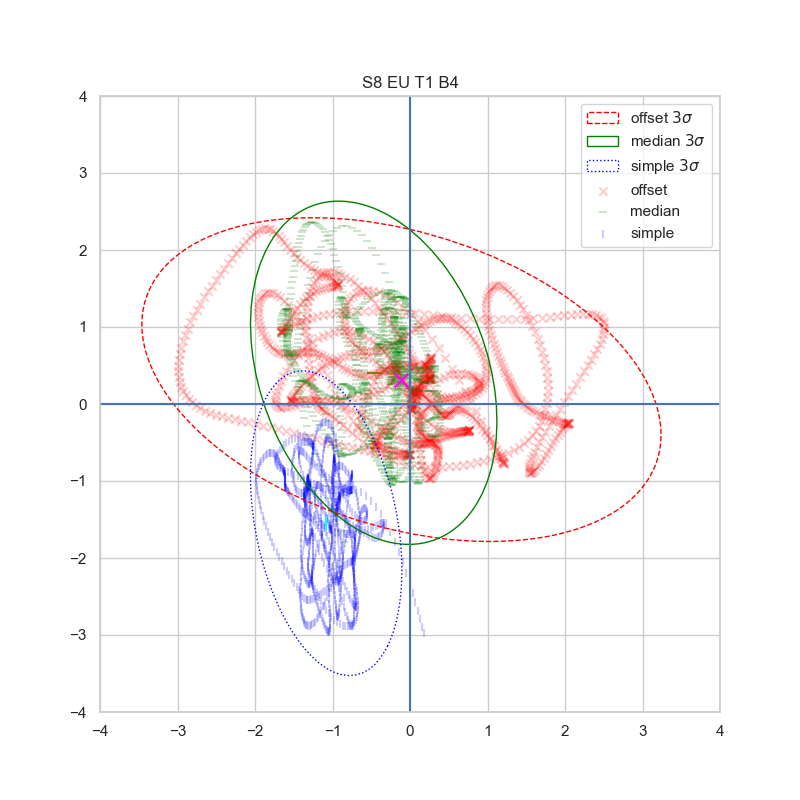 S8 EU T1 B4
offset 3σ
median 3σ
simple 3σ
offset
median
simple
4
3
2
1
0
−1
−2
−3
−4
−4 −3 −2 −1 0 1 2 3 4